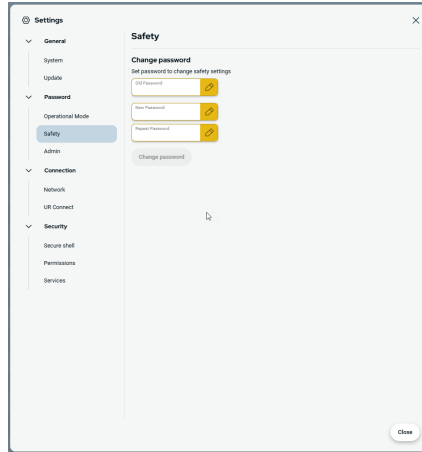 Settings
General
System
Update
Password
Operational Mode
Safety
Admin
Connection
Network
UR Connect
Security
Secure shell
Permissions
Services
Safety
Change password
Set password to change safety settings
Old Password
New Password
Repeat Password
Change password
Close